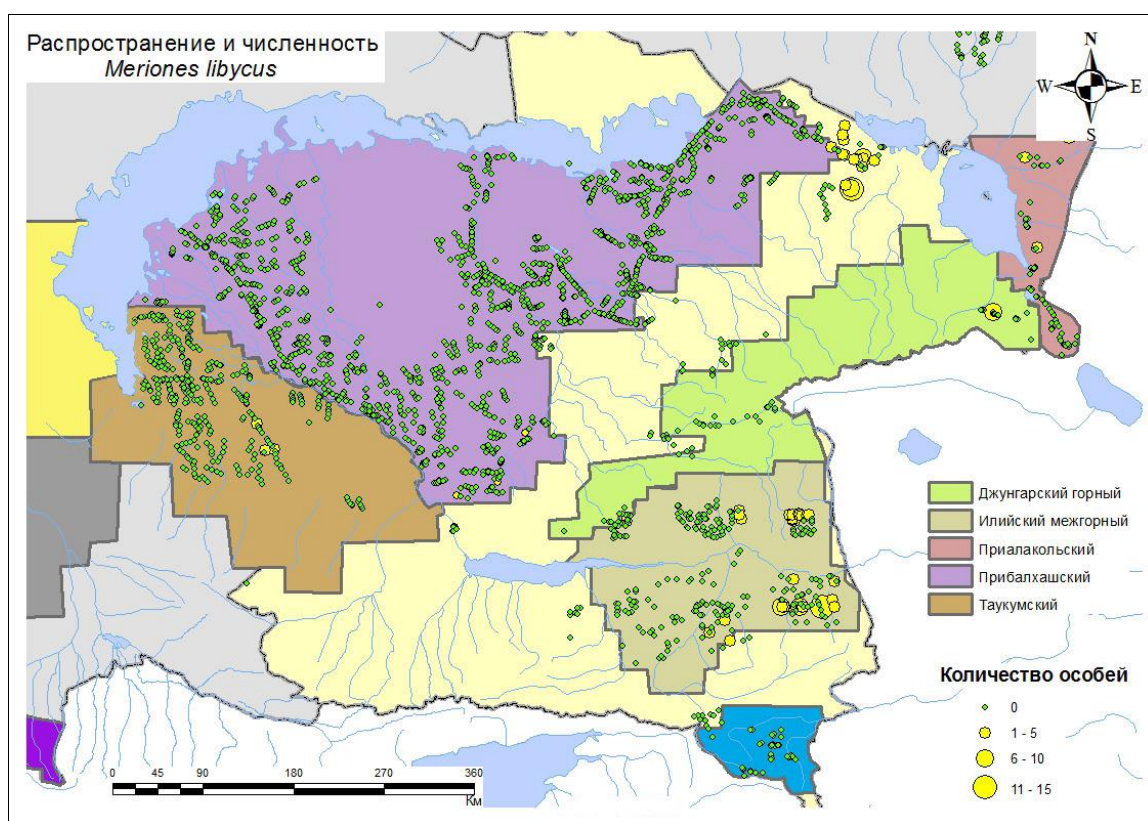 Распространение и численность
Meriones libycus
N
W
E
S
Джунгарский горный
Илийский межгорный
Приалакольский
Прибалхашский
Таукумский
Количество особей
0
1 - 5
6 - 10
11 - 15
0 45 90 180 270 360
Км